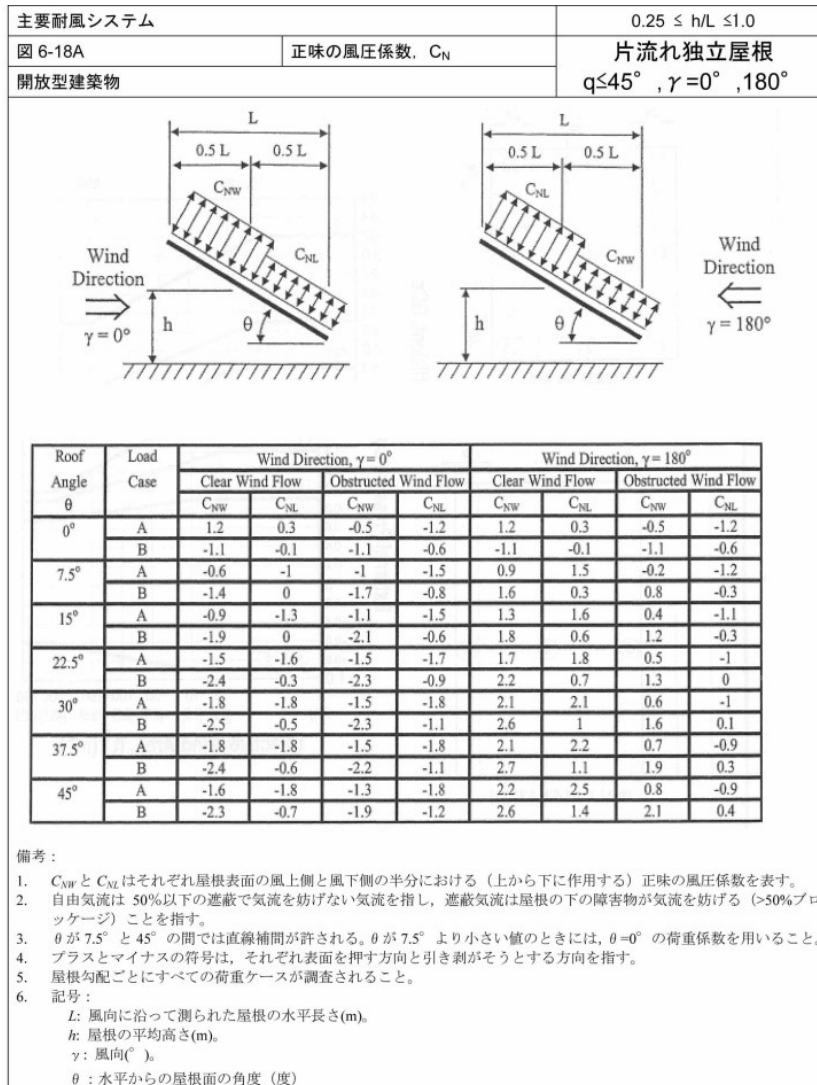 主要耐風システム
0.25 ≤ h/L ≤1.0
図 6-18A
正味の風圧係数, CN
片流れ独立屋根
開放型建築物
q≤45° , γ=0° ,180°
L
0.5 L 0.5 L
CNW
CNL
Wind Direction
γ = 0°
h
θ
L
0.5 L 0.5 L
CNL
CNW
Wind Direction
γ = 180°
h
θ
Roof Angle θ Load Case Wind Direction, γ = 0° Wind Direction, γ = 180°
Clear Wind Flow Obstructed Wind Flow Clear Wind Flow Obstructed Wind Flow
CNW CNL CNW CNL CNW CNL CNW CNL
0° A 1.2 0.3 -0.5 -1.2 1.2 0.3 -0.5 -1.2
B -1.1 -0.1 -1.1 -0.6 -1.1 -0.1 -1.1 -0.6
7.5° A -0.6 -1 -1 -1.5 0.9 1.5 -0.2 -1.2
B -1.4 0 -1.7 -0.8 1.6 0.3 0.8 -0.3
15° A -0.9 -1.3 -1.1 -1.5 1.3 1.6 0.4 -1.1
B -1.9 0 -2.1 -0.6 1.8 0.6 1.2 -0.3
22.5° A -1.5 -1.6 -1.5 -1.7 1.7 1.8 0.5 -1
B -2.4 -0.3 -2.3 -0.9 2.2 0.7 1.3 0
30° A -1.8 -1.8 -1.5 -1.8 2.1 2.1 0.6 -1
B -2.5 -0.5 -2.3 -1.1 2.6 1 1.6 0.1
37.5° A -1.8 -1.8 -1.5 -1.8 2.1 2.2 0.7 -0.9
B -2.4 -0.6 -2.2 -1.1 2.7 1.1 1.9 0.3
45° A -1.6 -1.8 -1.3 -1.8 2.2 2.5 0.8 -0.9
B -2.3 -0.7 -1.9 -1.2 2.6 1.4 2.1 0.4
備考：
1. CNWと CNLはそれぞれ屋根表面の風上側と風下側の半分における（上から下に作用する）正味の風圧係数を表す。
2. 自由気流は 50%以下の遮蔽で気流を妨げない気流を指し，遮蔽気流は屋根の下の障害物が気流を妨げる（>50%ブロ
ッケージ）ことを指す。
3. θが 7.5° と 45° の間では直線補間が許される。θが 7.5° より小さい値のときには，θ=0° の荷重係数を用いること。
4. プラスとマイナスの符号は，それぞれ表面を押す方向と引き剥がそうとする方向を指す。
5. 屋根勾配ごとにすべての荷重ケースが調査されること。
6. 記号：
L: 風向に沿って測られた屋根の水平長さ(m)。
h: 屋根の平均高さ(m)。
γ：風向(° )。
θ ：水平からの屋根面の角度（度）